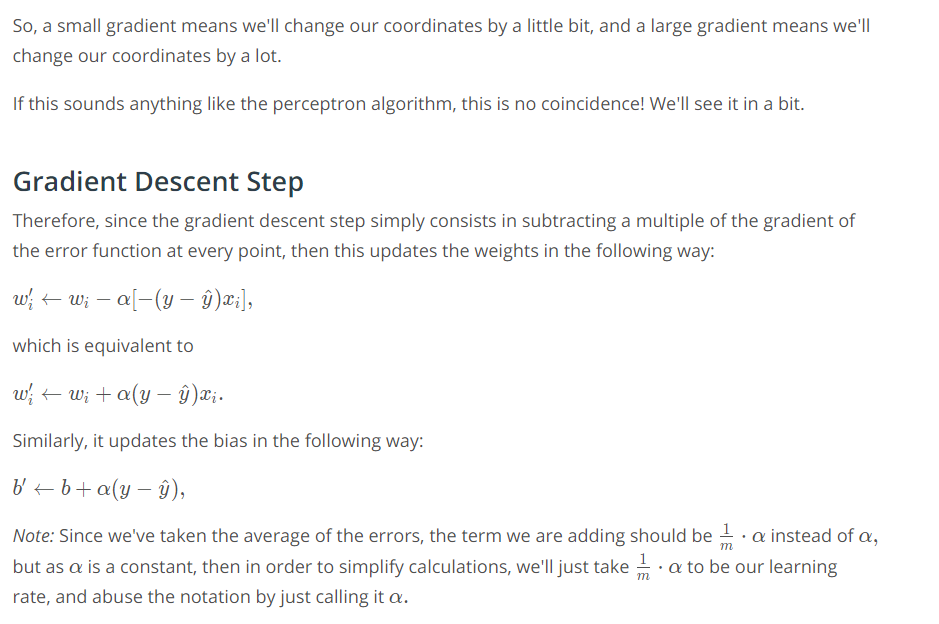 So, a small gradient means we'll change our coordinates by a little bit, and a large gradient means we'll
change our coordinates by a lot.
If this sounds anything like the perceptron algorithm, this is no coincidence! We'll see it in a bit.
Gradient Descent Step
Therefore, since the gradient descent step simply consists in subtracting a multiple of the gradient of
the error function at every point, then this updates the weights in the following way:
$w_i' \leftarrow w_i - \alpha[-(y - \hat{y})x_i],$
which is equivalent to
$w_i' \leftarrow w_i + \alpha(y - \hat{y})x_i.$
Similarly, it updates the bias in the following way:
$b' \leftarrow b + \alpha(y - \hat{y}),$
Note: Since we've taken the average of the errors, the term we are adding should be $\frac{1}{m} \cdot \alpha$ instead of $\alpha$,
but as $\alpha$ is a constant, then in order to simplify calculations, we'll just take $\frac{1}{m} \cdot \alpha$ to be our learning
rate, and abuse the notation by just calling it $\alpha$.